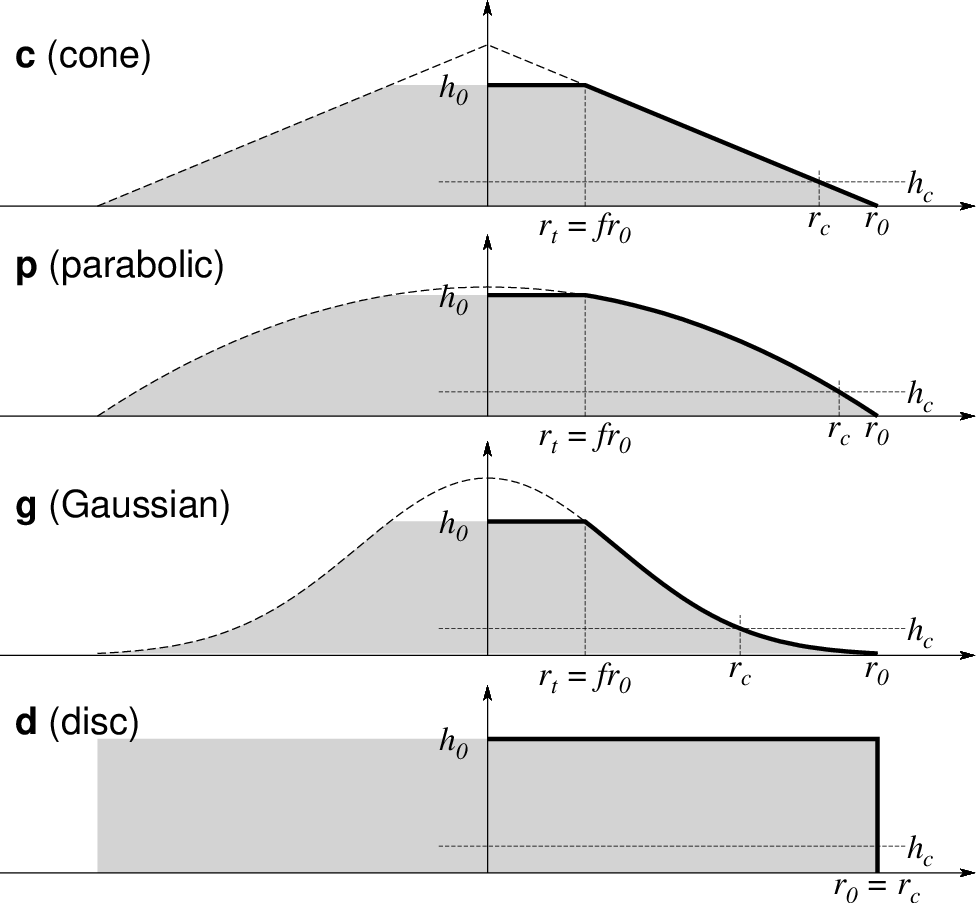 c (cone)
h0
hc
rt = fr0
rc
r0
p (parabolic)
h0
hc
rt = fr0
rc
r0
g (Gaussian)
h0
hc
rt = fr0
rc
r0
d (disc)
h0
hc
r0 = rc